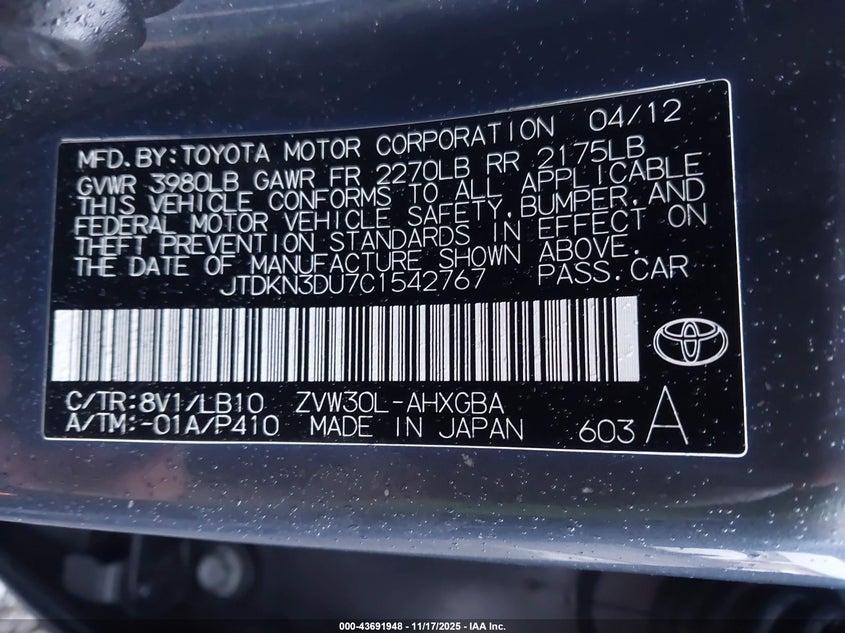 MFD.BY:TOYOTA MOTOR CORPORATION 04/12
GVWR 3980LB GAWR FR 2270LB RR 2175LB
THIS VEHICLE CONFORMS TO ALL APPLICABLE
FEDERAL MOTOR VEHICLE SAFETY,BUMPER,AND
THEFT PREVENTION STANDARDS IN EFFECT ON
THE DATE OF MANUFACTURE SHOWN ABOVE.
JTDKN3DU7C1542767 PASS.CAR
C/TR:8V1/LB10 ZVW30L-AHXGBA
A/TM:-01A/P410 MADE IN JAPAN 603 A
000-43691948 - 11/17/2025 - IAA Inc.